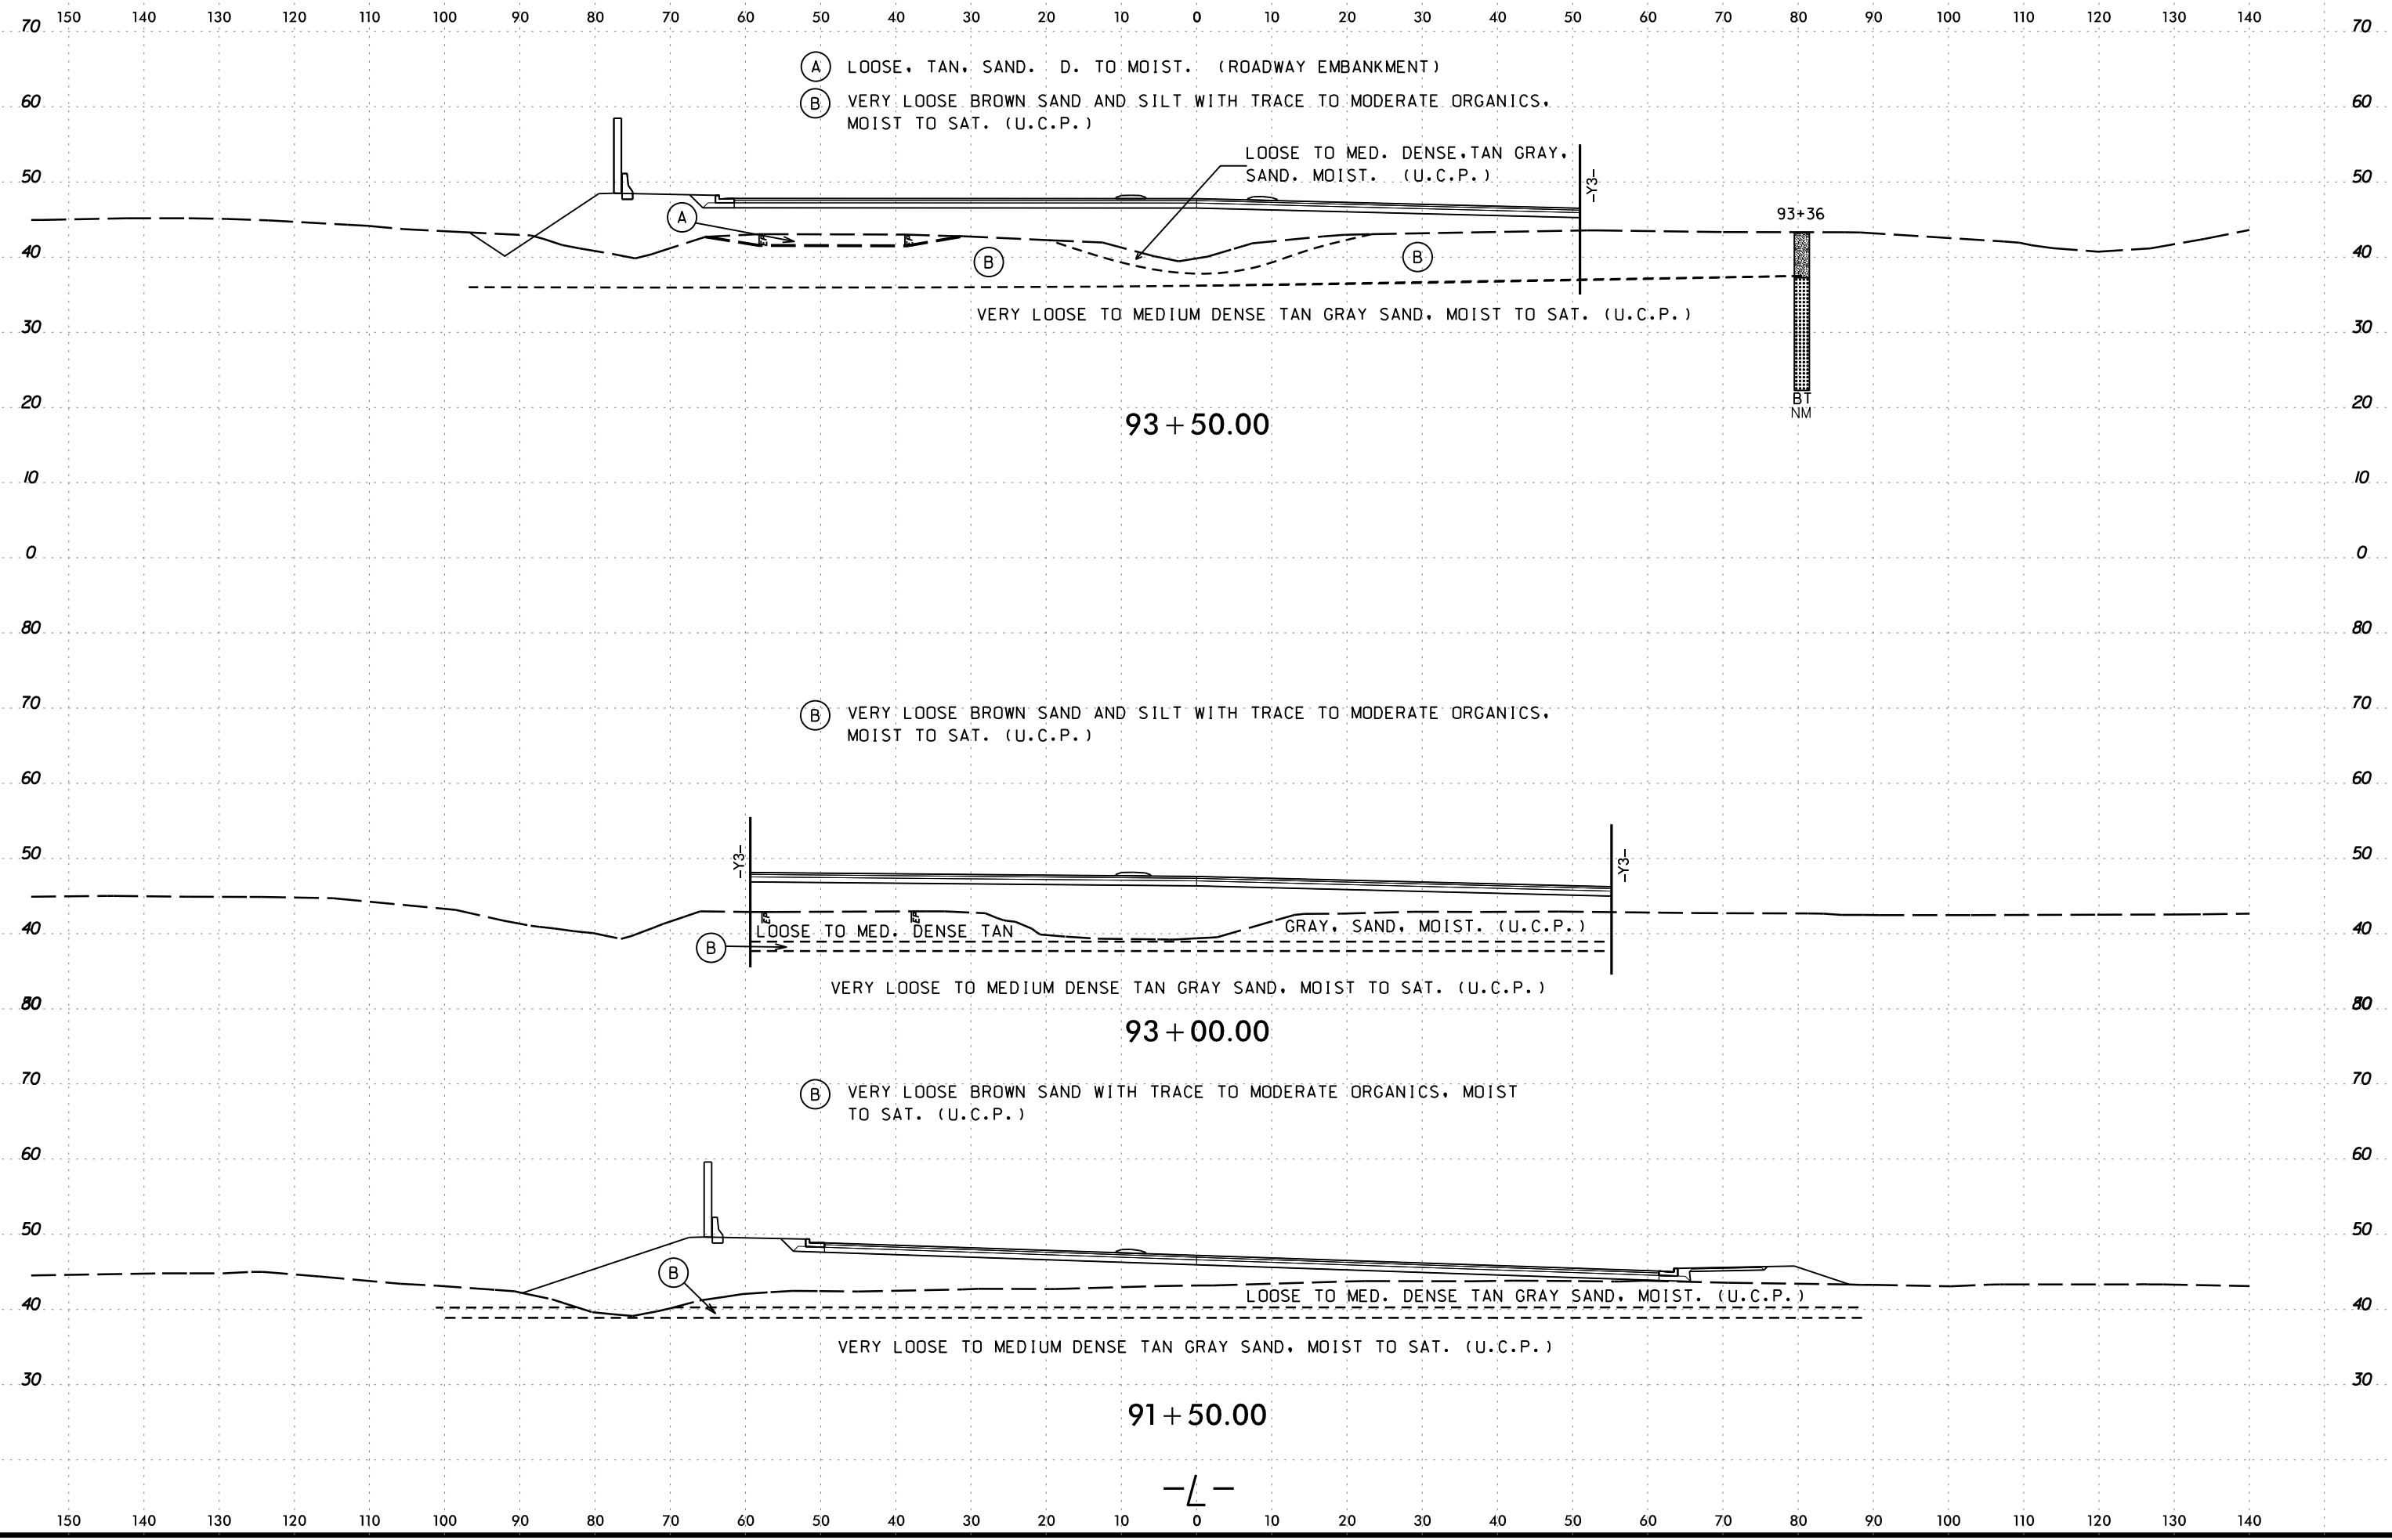 150 140 130 120 110 100 90 80 70 60 50 40 30 20 10 0 10 20 30 40 50 60 70 80 90 100 110 120 130 140
70 70
A LOOSE, TAN, SAND. D. TO MOIST. (ROADWAY EMBANKMENT)
60 B VERY LOOSE BROWN SAND AND SILT WITH TRACE TO MODERATE ORGANICS, 60
MOIST TO SAT. (U.C.P.)
LOOSE TO MED. DENSE, TAN GRAY,
50 SAND. MOIST. (U.C.P.) 50
-Y3-
A 93+36
EP EP
40 B B 40
VERY LOOSE TO MEDIUM DENSE TAN GRAY SAND, MOIST TO SAT. (U.C.P.)
30 30
BT
20 20
NM
93+50.00
10 10
0 0
80 80
70 70
B VERY LOOSE BROWN SAND AND SILT WITH TRACE TO MODERATE ORGANICS,
MOIST TO SAT. (U.C.P.)
60 60
50 50
-Y3- -Y3-
EP EP
40 LOOSE TO MED. DENSE TAN GRAY, SAND, MOIST. (U.C.P.) 40
B
VERY LOOSE TO MEDIUM DENSE TAN GRAY SAND, MOIST TO SAT. (U.C.P.)
80 80
93+00.00
70 70
B VERY LOOSE BROWN SAND WITH TRACE TO MODERATE ORGANICS, MOIST
TO SAT. (U.C.P.)
60 60
50 50
B
LOOSE TO MED. DENSE TAN GRAY SAND, MOIST. (U.C.P.)
40 40
VERY LOOSE TO MEDIUM DENSE TAN GRAY SAND, MOIST TO SAT. (U.C.P.)
30 30
91+50.00
-L-
150 140 130 120 110 100 90 80 70 60 50 40 30 20 10 0 10 20 30 40 50 60 70 80 90 100 110 120 130 140